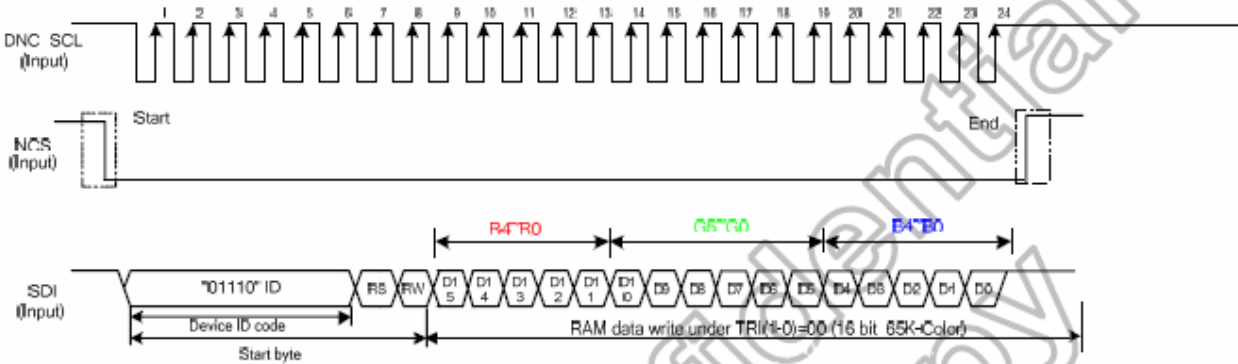 1 2 3 4 5 6 7 8 9 10 11 12 13 14 15 16 17 18 19 20 21 22 23 24
DNC_SCL
(Input)
Start
End
NCS
(Input)
R4~R0
G5~G0
B4~B0
SDI
(Input)
"01110" ID
RS
RW
D15
D14
D13
D12
D11
D10
D9
D8
D7
D6
D5
D4
D3
D2
D1
D0
Device ID code
RAM data write under TRI(1-0)=00 (16 bit 65K-Color)
Start byte